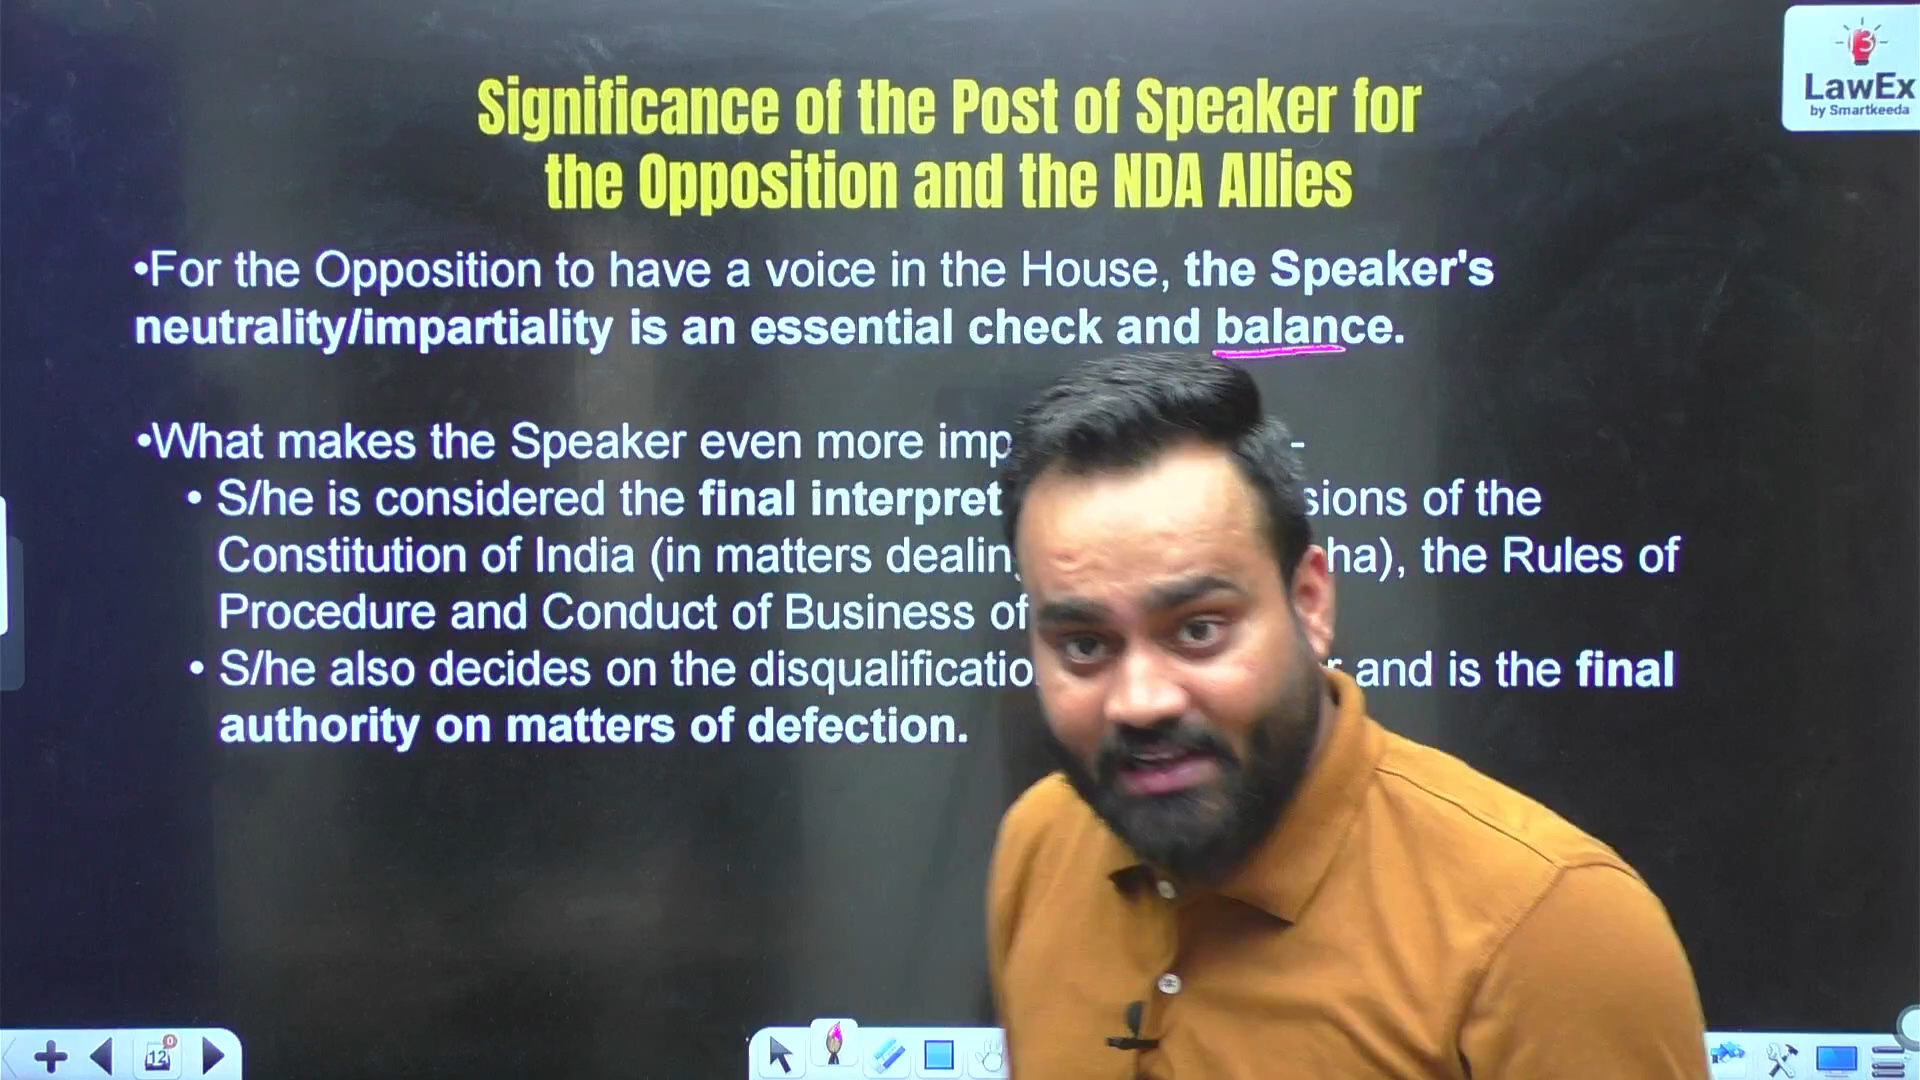 LawEx
by Smartkeeda
Significance of the Post of Speaker for
the Opposition and the NDA Allies
•For the Opposition to have a voice in the House, the Speaker's
neutrality/impartiality is an essential check and balance.
•What makes the Speaker even more imp -
• S/he is considered the final interpret sions of the
Constitution of India (in matters dealin ha), the Rules of
Procedure and Conduct of Business of
• S/he also decides on the disqualificatio r and is the final
authority on matters of defection.
12 0